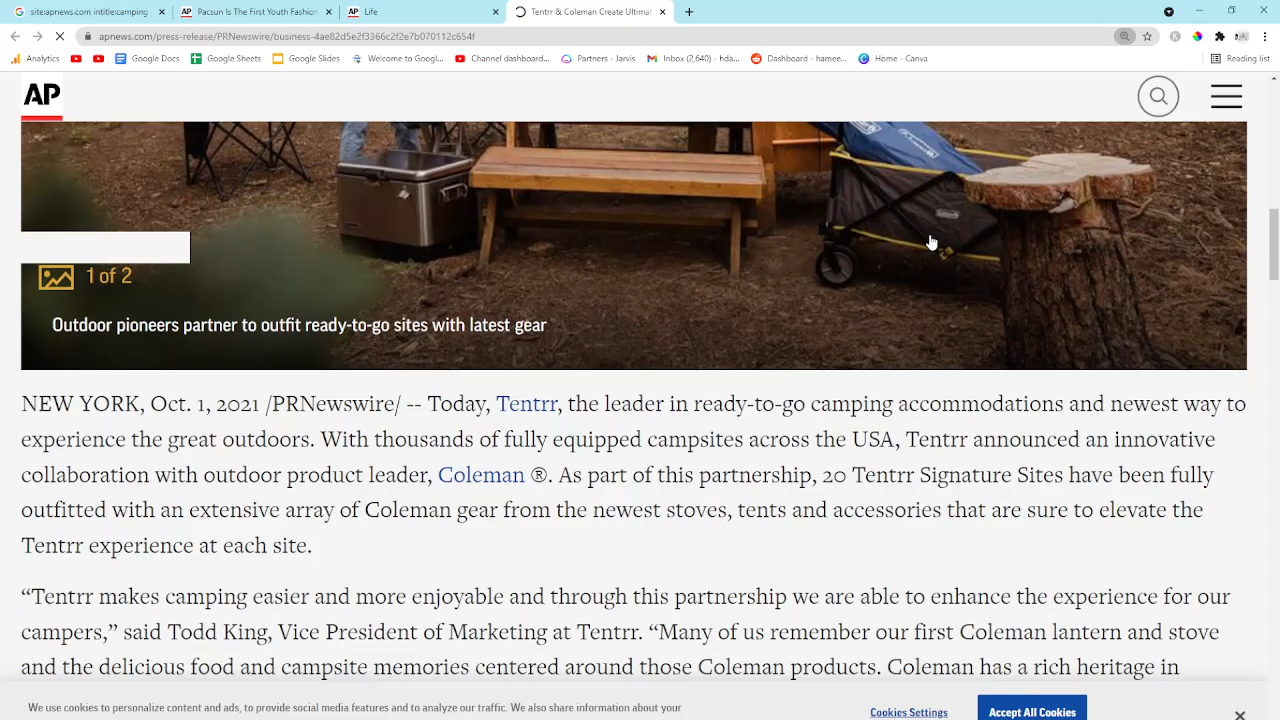 site:apnews.com intitle:camping
Pacsun Is The First Youth Fashion
AP Life
Tentrr & Coleman Create Ultima
apnews.com/press-release/PRNewswire/business-4ae82d5e2f3366c2f2e7b070112c654f
Analytics
Google Docs
Google Sheets
Google Slides
Welcome to Googl...
Channel dashboard...
Partners - Jarvis
Inbox (2,640) - hda...
Dashboard - hamee...
Home - Canva
Reading list
AP
Coleman
1 of 2
Outdoor pioneers partner to outfit ready-to-go sites with latest gear
NEW YORK, Oct. 1, 2021 /PRNewswire/ -- Today, Tentrr, the leader in ready-to-go camping accommodations and newest way to
experience the great outdoors. With thousands of fully equipped campsites across the USA, Tentrr announced an innovative
collaboration with outdoor product leader, Coleman ®. As part of this partnership, 20 Tentrr Signature Sites have been fully
outfitted with an extensive array of Coleman gear from the newest stoves, tents and accessories that are sure to elevate the
Tentrr experience at each site.
“Tentrr makes camping easier and more enjoyable and through this partnership we are able to enhance the experience for our
campers,” said Todd King, Vice President of Marketing at Tentrr. “Many of us remember our first Coleman lantern and stove
and the delicious food and campsite memories centered around those Coleman products. Coleman has a rich heritage in
We use cookies to personalize content and ads, to provide social media features and to analyze our traffic. We also share information about your
Cookies Settings
Accept All Cookies